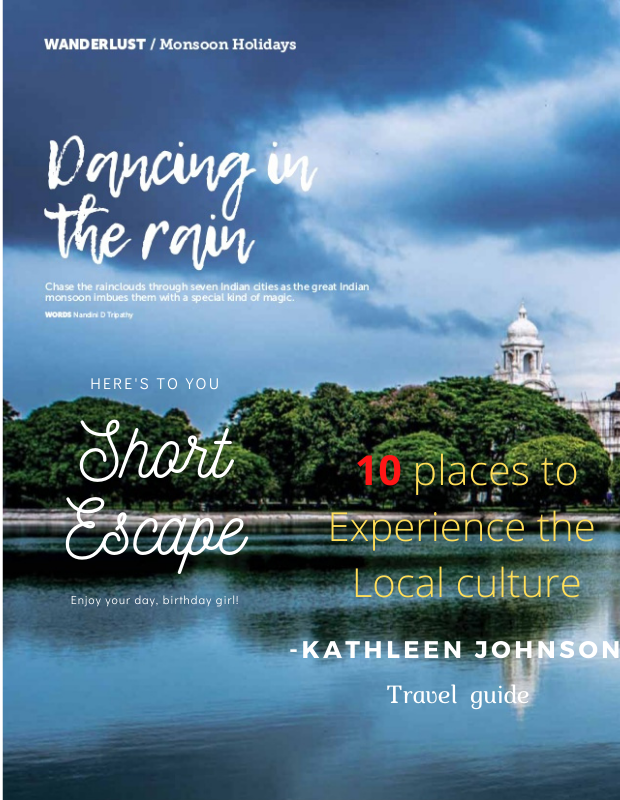 WANDERLUST / Monsoon Holidays
Dancing in
the rain
Chase the rainclouds through seven Indian cities as the great Indian
monsoon imbues them with a special kind of magic.
WORDS Nandini D Tripathy
HERE'S TO YOU
Short
Escape
Enjoy your day, birthday girl!
10 places to
Experience the
Local culture
-KATHLEEN JOHNSON
Travel guide